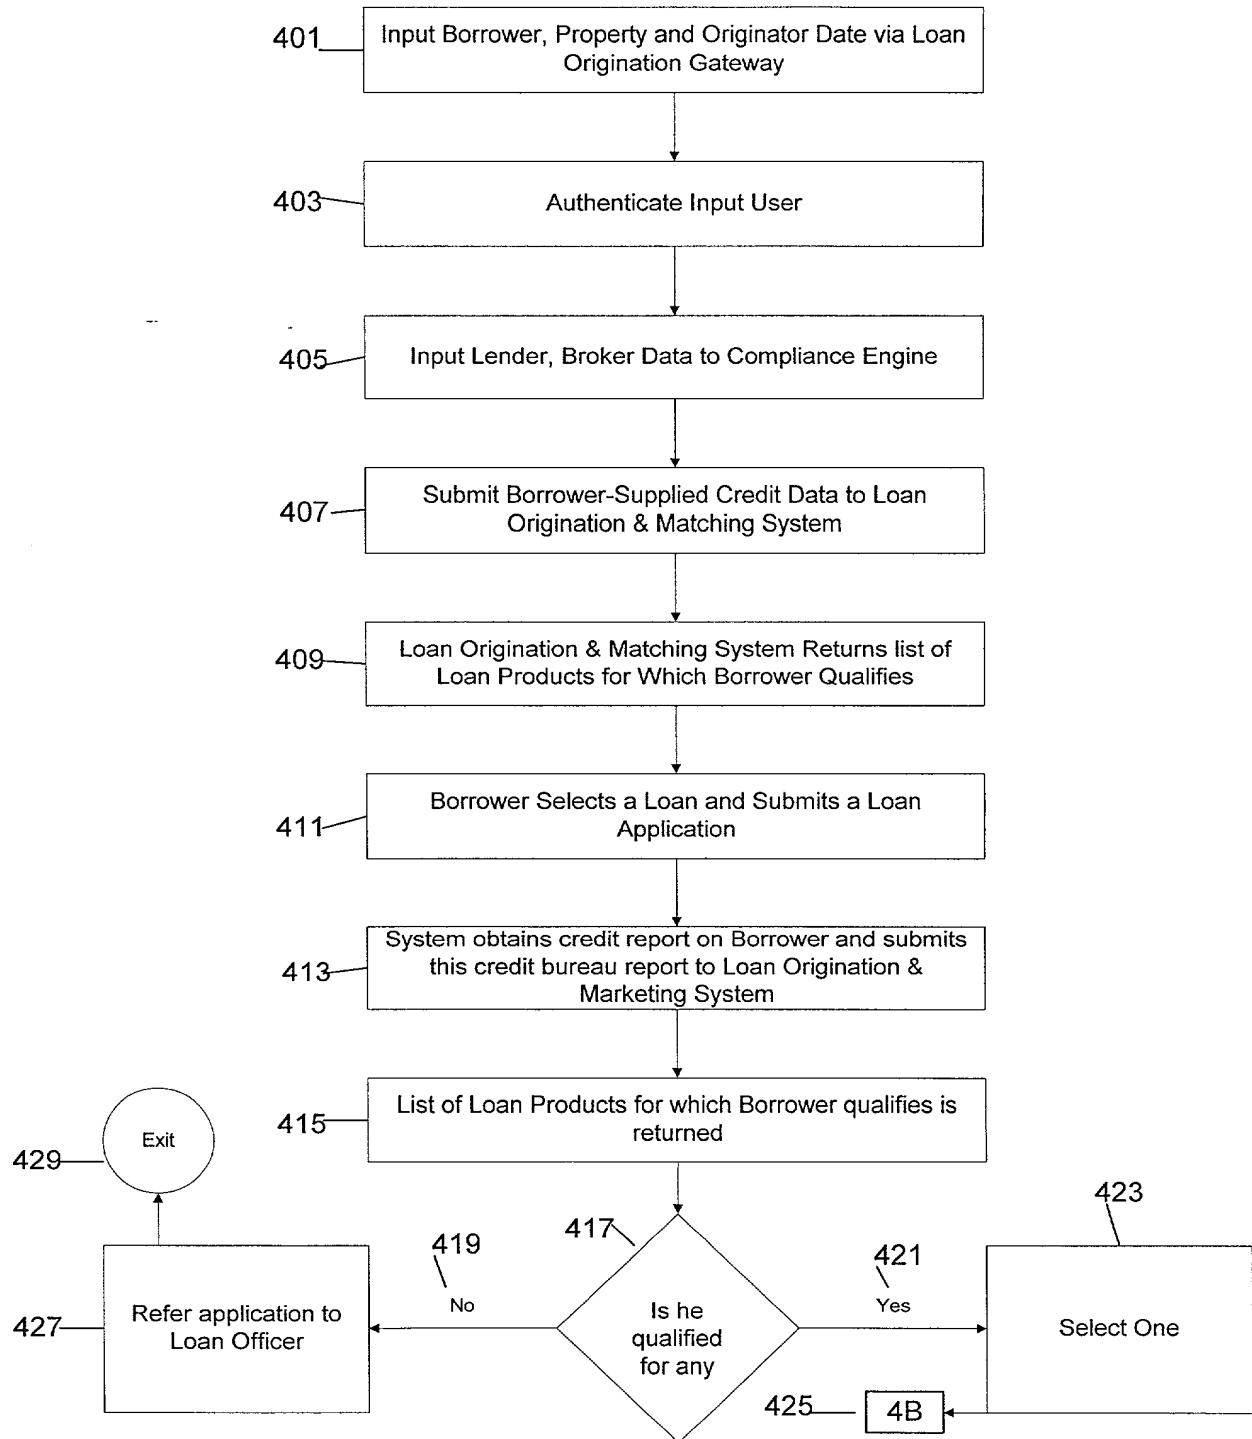 401
Input Borrower, Property and Originator Date via Loan
Origination Gateway
403
Authenticate Input User
405
Input Lender, Broker Data to Compliance Engine
407
Submit Borrower-Supplied Credit Data to Loan
Origination & Matching System
409
Loan Origination & Matching System Returns list of
Loan Products for Which Borrower Qualifies
411
Borrower Selects a Loan and Submits a Loan
Application
413
System obtains credit report on Borrower and submits
this credit bureau report to Loan Origination &
Marketing System
415
List of Loan Products for which Borrower qualifies is
returned
429
Exit
417
Is he
qualified
for any
419
No
421
Yes
423
Select One
427
Refer application to
Loan Officer
425
4B